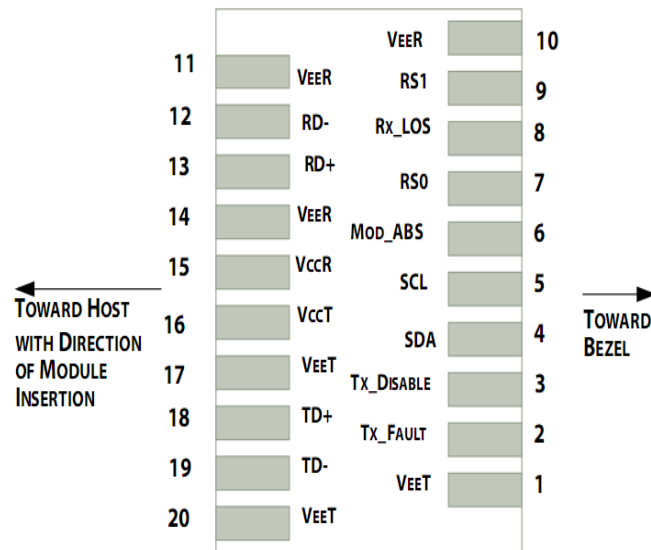 11 VEER
12 RD-
13 RD+
14 VEER
15 VCCR
16 VCCT
17 VEET
18 TD+
19 TD-
20 VEET
VEER 10
RS1 9
RX_LOS 8
RS0 7
MOD_ABS 6
SCL 5
SDA 4
TX_DISABLE 3
TX_FAULT 2
VEET 1
TOWARD HOST
WITH DIRECTION
OF MODULE
INSERTION
TOWARD
BEZEL